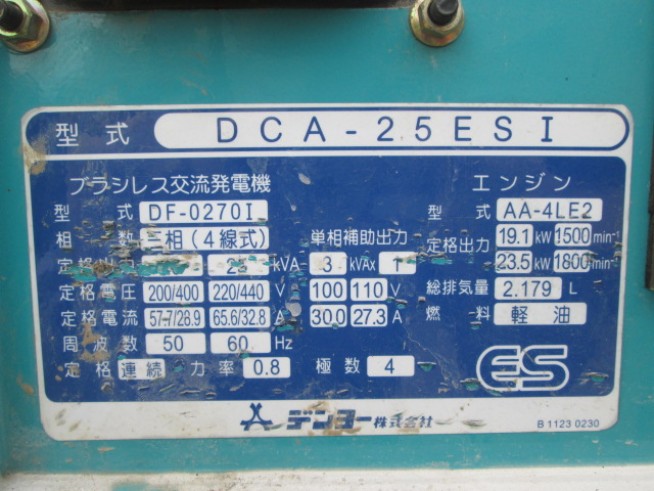 型式 DCA-25ESI
ブラシレス交流発電機
型式 DF-0270I
相数 三相(4線式) 単相補助出力
定格出力 25 kVA 3 kVAx 1
定格電圧 200/400 220/440 V 100 110 V
定格電流 57.7/28.9 65.6/32.8 A 30.0 27.3 A
周波数 50 60 Hz
定格 連続 力率 0.8 極数 4
エンジン
型式 AA-4LE2
定格出力 19.1 kW 1500 min-1
23.5 kW 1800 min-1
総排気量 2.179 L
燃料 軽油
ES
デンヨー株式会社
B 1123 0230